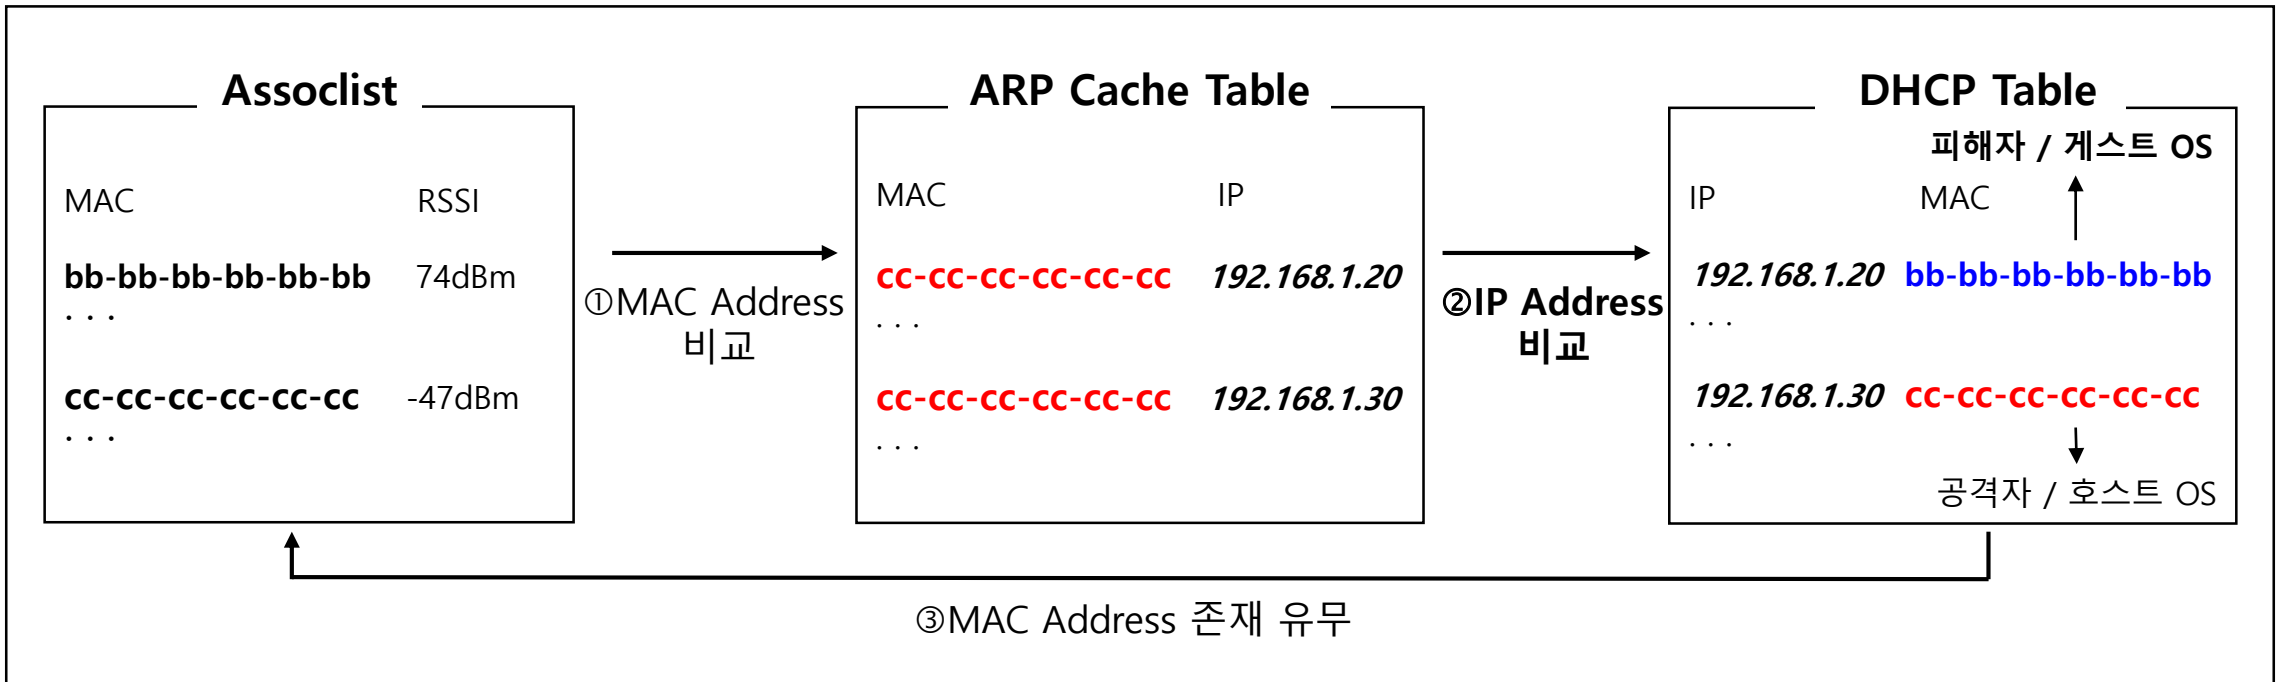 Assoclist
MAC RSSI
bb-bb-bb-bb-bb-bb 74dBm
. . .
cc-cc-cc-cc-cc-cc -47dBm
. . .
①MAC Address
비교
ARP Cache Table
MAC IP
cc-cc-cc-cc-cc-cc 192.168.1.20
. . .
cc-cc-cc-cc-cc-cc 192.168.1.30
. . .
②IP Address
비교
DHCP Table
피해자 / 게스트 OS
IP MAC
192.168.1.20 bb-bb-bb-bb-bb-bb
. . .
192.168.1.30 cc-cc-cc-cc-cc-cc
. . .
공격자 / 호스트 OS
③MAC Address 존재 유무